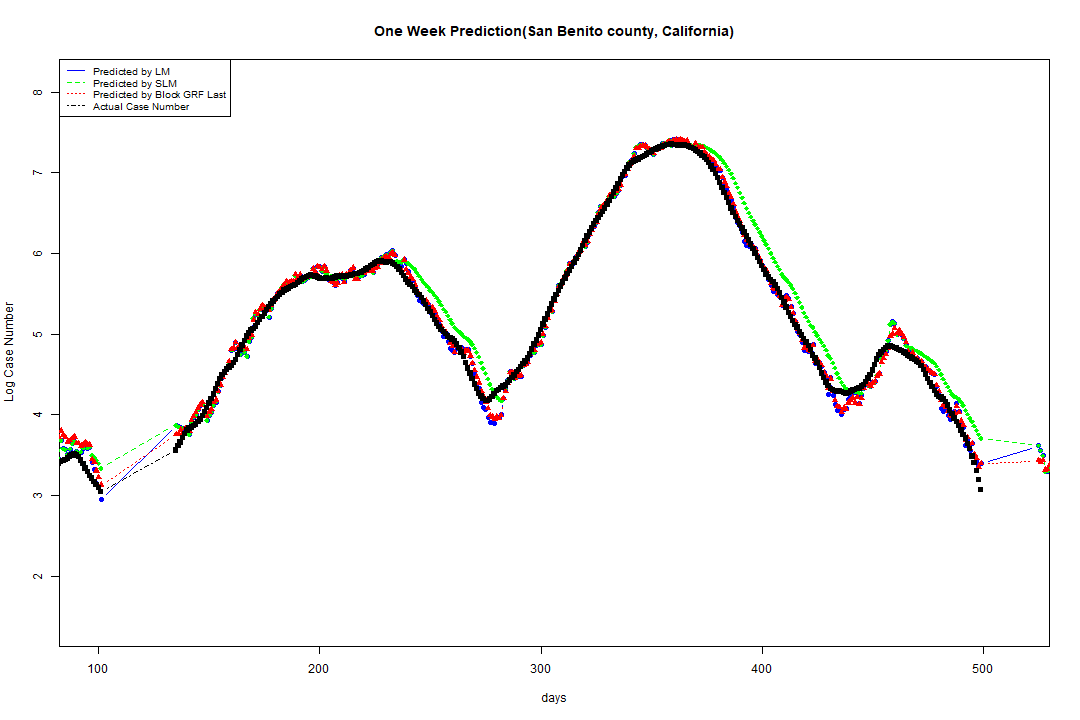 One Week Prediction(San Benito county, California)
Predicted by LM
Predicted by SLM
Predicted by Block GRF Last
Actual Case Number
8
7
6
5
4
3
2
Log Case Number
100 200 300 400 500
days